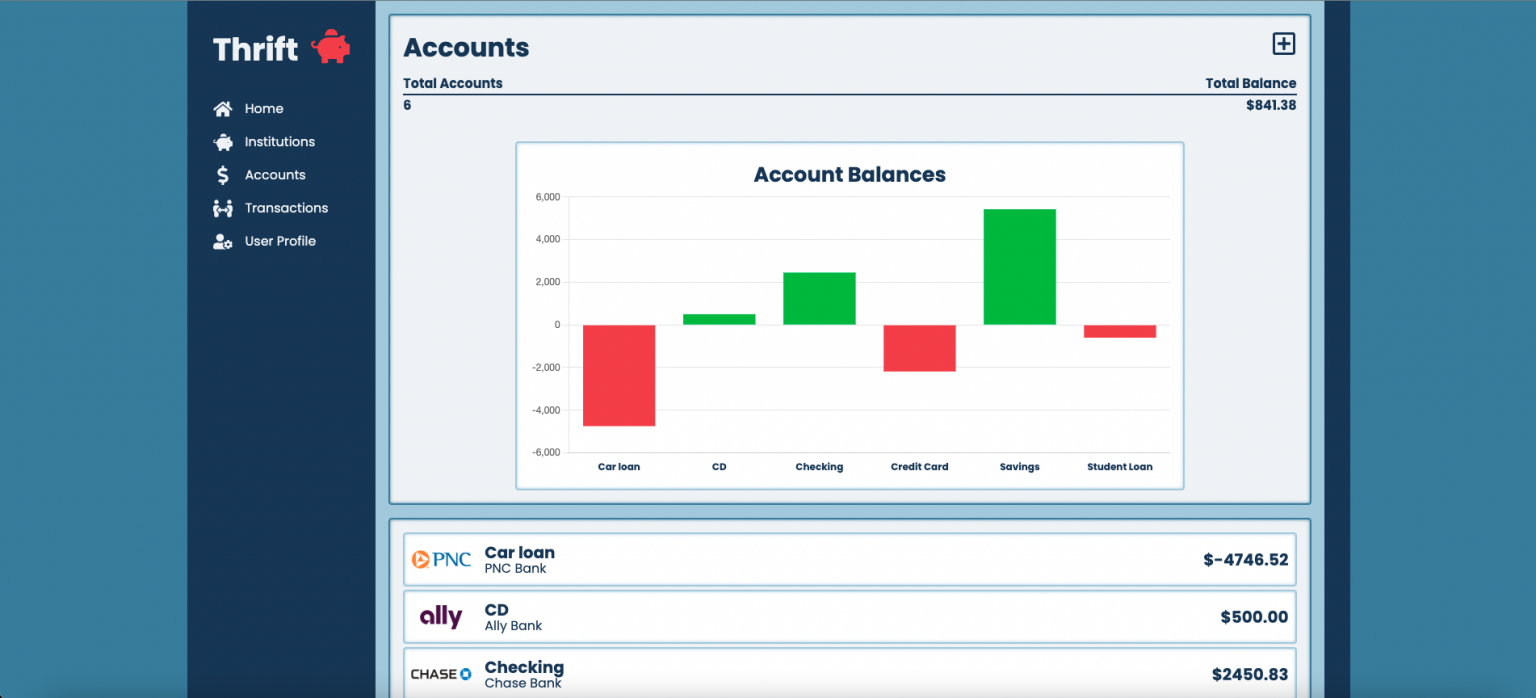 Thrift
Home
Institutions
Accounts
Transactions
User Profile
Accounts
Total Accounts Total Balance
6 $841.38
Account Balances
6,000
4,000
2,000
0
-2,000
-4,000
-6,000
Car loan CD Checking Credit Card Savings Student Loan
PNC Car loan $-4746.52
PNC Bank
ally CD $500.00
Ally Bank
CHASE Checking $2450.83
Chase Bank